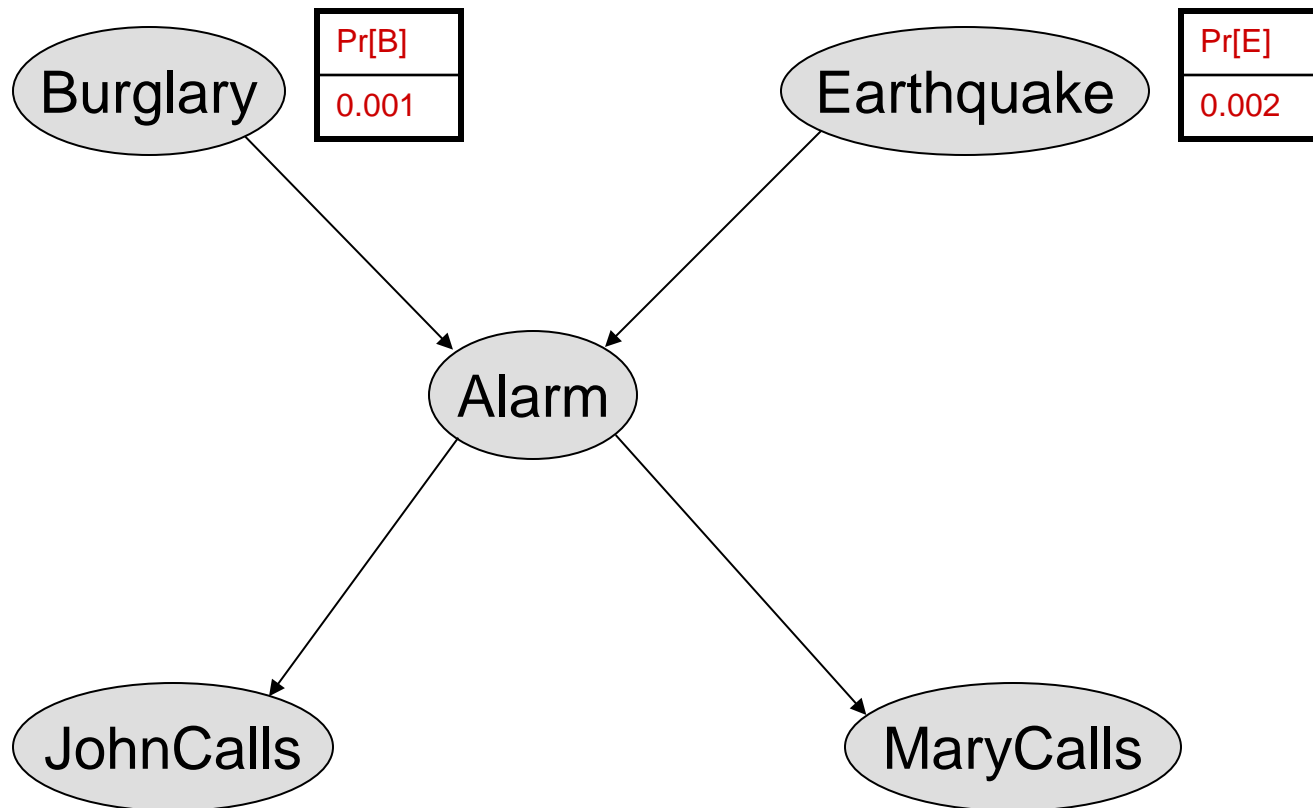 Burglary
Pr[B]
0.001
Earthquake
Pr[E]
0.002
Alarm
JohnCalls
MaryCalls